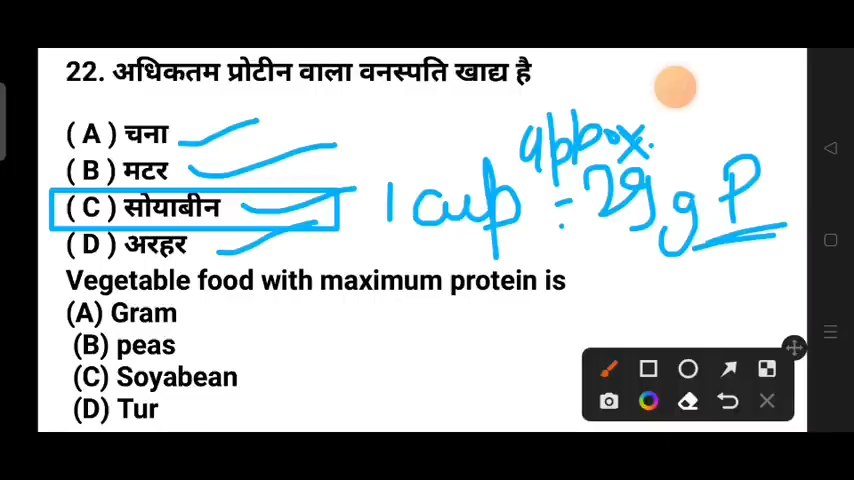 22. अधिकतम प्रोटीन वाला वनस्पति खाद्य है
( A ) चना
( B ) मटर
( C ) सोयाबीन
( D ) अरहर
approx.
1 cup = 29 g P
Vegetable food with maximum protein is
(A) Gram
(B) peas
(C) Soyabean
(D) Tur